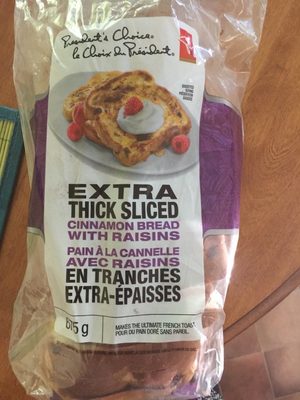 President's Choice
le Choix du Président
PC
EXTRA
THICK SLICED
CINNAMON BREAD
WITH RAISINS
PAIN À LA CANNELLE
AVEC RAISINS
EN TRANCHES
EXTRA-ÉPAISSES
675 g
MAKES THE ULTIMATE FRENCH TOAST
POUR DU PAIN DORÉ SANS PAREIL